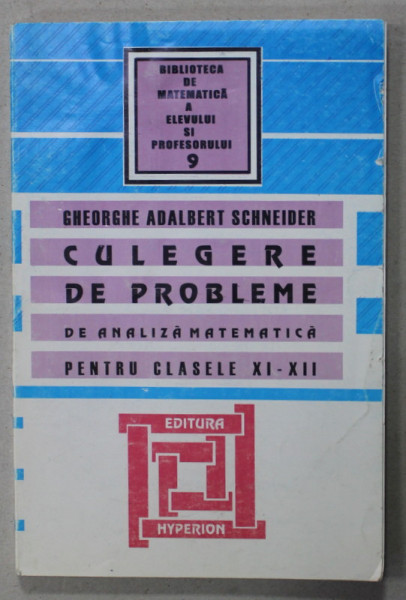 BIBLIOTECA
DE
MATEMATICĂ
A
ELEVULUI
SI
PROFESORULUI
9
GHEORGHE ADALBERT SCHNEIDER
CULEGERE
DE PROBLEME
DE ANALIZĂ MATEMATICĂ
PENTRU CLASELE XI-XII
EDITURA
HYPERION